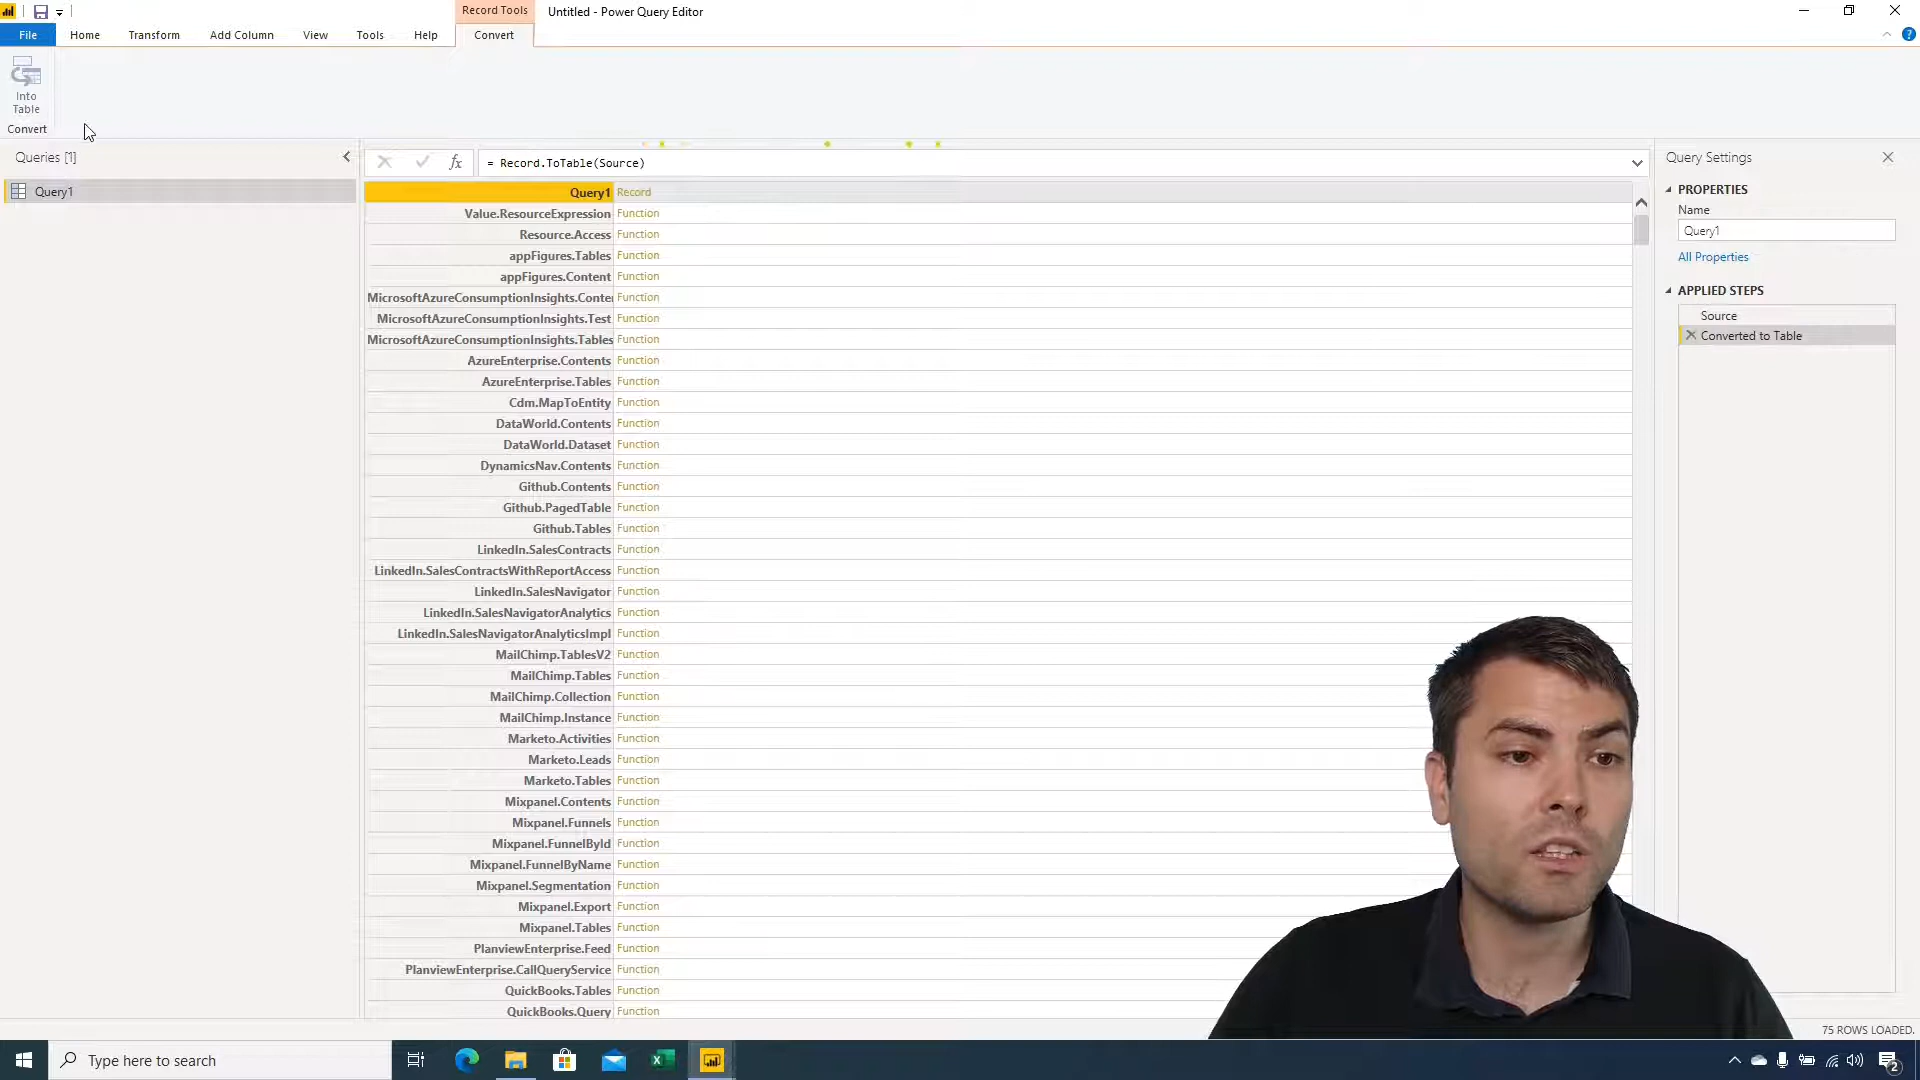 Record Tools
Untitled - Power Query Editor
File
Home
Transform
Add Column
View
Tools
Help
Convert
Into
Table
Convert
Queries [1]
Query1
fx
= Record.ToTable(Source)
Query1 Record
Value.ResourceExpression Function
Resource.Access Function
appFigures.Tables Function
appFigures.Content Function
MicrosoftAzureConsumptionInsights.Conte Function
MicrosoftAzureConsumptionInsights.Test Function
MicrosoftAzureConsumptionInsights.Tables Function
AzureEnterprise.Contents Function
AzureEnterprise.Tables Function
Cdm.MapToEntity Function
DataWorld.Contents Function
DataWorld.Dataset Function
DynamicsNav.Contents Function
Github.Contents Function
Github.PagedTable Function
Github.Tables Function
LinkedIn.SalesContracts Function
LinkedIn.SalesContractsWithReportAccess Function
LinkedIn.SalesNavigator Function
LinkedIn.SalesNavigatorAnalytics Function
LinkedIn.SalesNavigatorAnalyticsImpl Function
MailChimp.TablesV2 Function
MailChimp.Tables Function
MailChimp.Collection Function
MailChimp.Instance Function
Marketo.Activities Function
Marketo.Leads Function
Marketo.Tables Function
Mixpanel.Contents Function
Mixpanel.Funnels Function
Mixpanel.FunnelById Function
Mixpanel.FunnelByName Function
Mixpanel.Segmentation Function
Mixpanel.Export Function
Mixpanel.Tables Function
PlanviewEnterprise.Feed Function
PlanviewEnterprise.CallQueryService Function
QuickBooks.Tables Function
QuickBooks.Query Function
Query Settings
PROPERTIES
Name
Query1
All Properties
APPLIED STEPS
Source
Converted to Table
75 ROWS LOADED.
Type here to search
2